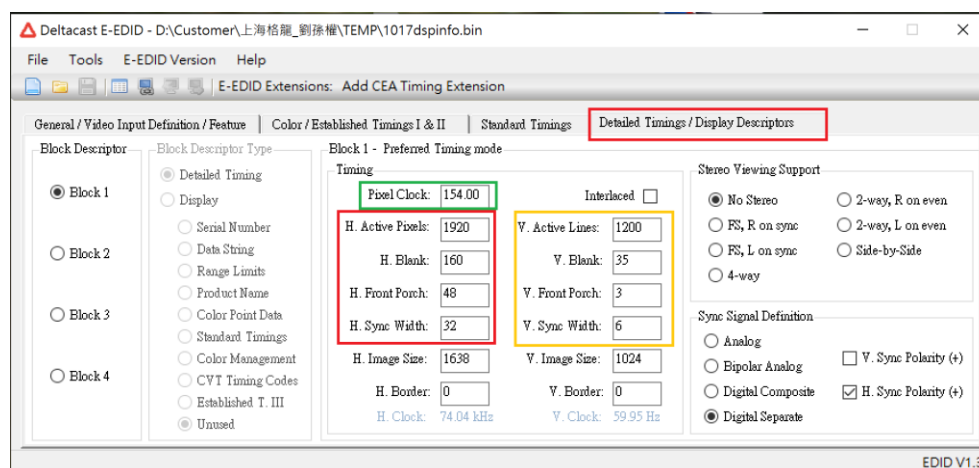 Deltacast E-EDID - D:\Customer\上海格龍_劉孫權\TEMP\1017dspinfo.bin
File Tools E-EDID Version Help
E-EDID Extensions: Add CEA Timing Extension
General / Video Input Definition / Feature Color / Established Timings I & II Standard Timings Detailed Timings / Display Descriptors
Block Descriptor
Block 1
Block 2
Block 3
Block 4
Block Descriptor Type
Detailed Timing
Display
Serial Number
Data String
Range Limits
Product Name
Color Point Data
Standard Timings
Color Management
CVT Timing Codes
Established T. III
Unused
Block 1 - Preferred Timing mode
Timing
Pixel Clock: 154.00 Interlaced
H. Active Pixels: 1920 V. Active Lines: 1200
H. Blank: 160 V. Blank: 35
H. Front Porch: 48 V. Front Porch: 3
H. Sync Width: 32 V. Sync Width: 6
H. Image Size: 1638 V. Image Size: 1024
H. Border: 0 V. Border: 0
H. Clock: 74.04 kHz V. Clock: 59.95 Hz
Stereo Viewing Support
No Stereo 2-way, R on even
FS, R on sync 2-way, L on even
FS, L on sync Side-by-Side
4-way
Sync Signal Definition
Analog
Bipolar Analog V. Sync Polarity (+)
Digital Composite H. Sync Polarity (+)
Digital Separate
EDID V1.3